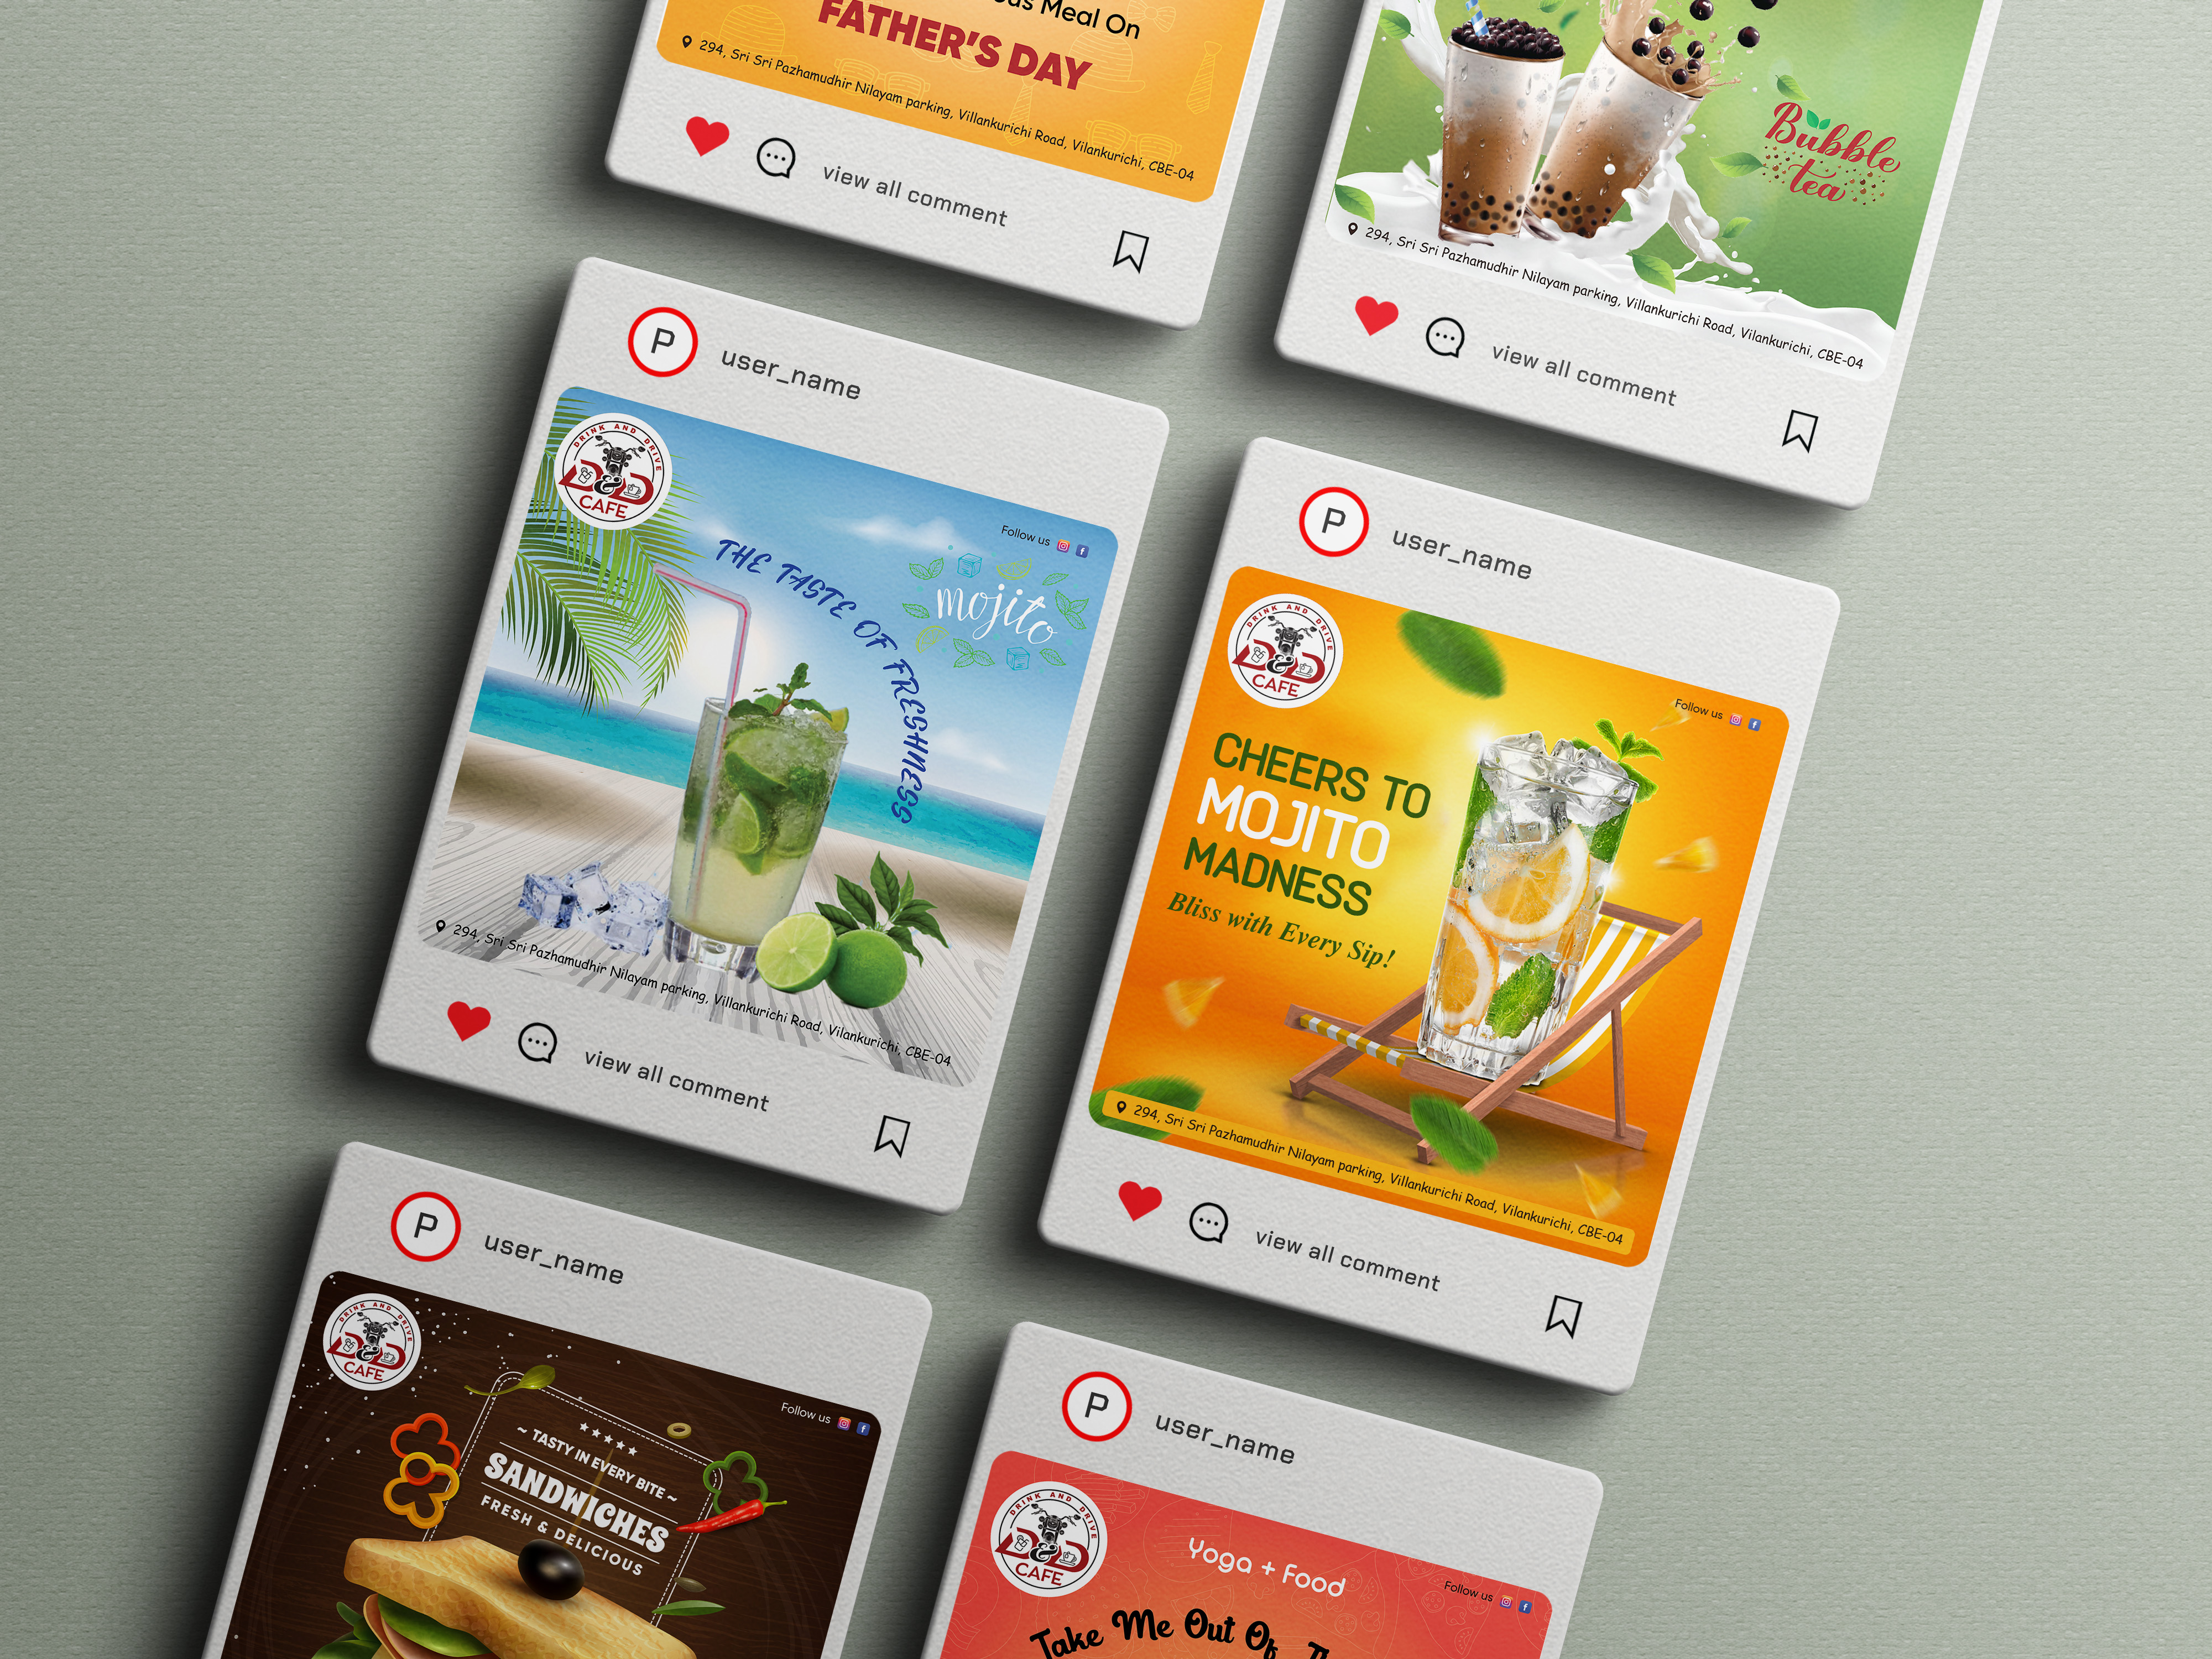 Meal On
FATHER'S DAY
294, Sri Sri Pazhamudhir Nilayam parking, Villankurichi Road, Vilankurichi, CBE-04
view all comment
Bubble
tea
294, Sri Sri Pazhamudhir Nilayam parking, Villankurichi Road, Vilankurichi, CBE-04
view all comment
P
user_name
DRINK AND DRIVE
D&D
CAFE
Follow us
THE TASTE OF FRESHNESS
mojito
294, Sri Sri Pazhamudhir Nilayam parking, Villankurichi Road, Vilankurichi, CBE-04
view all comment
P
user_name
DRINK AND DRIVE
D&D
CAFE
Follow us
CHEERS TO
MOJITO
MADNESS
Bliss with Every Sip!
294, Sri Sri Pazhamudhir Nilayam parking, Villankurichi Road, Vilankurichi, CBE-04
view all comment
P
user_name
DRINK AND DRIVE
D&D
CAFE
Follow us
~ TASTY IN EVERY BITE ~
SANDWICHES
FRESH & DELICIOUS
P
user_name
DRINK AND DRIVE
D&D
CAFE
Yoga + Food
Follow us
Take Me Out Of